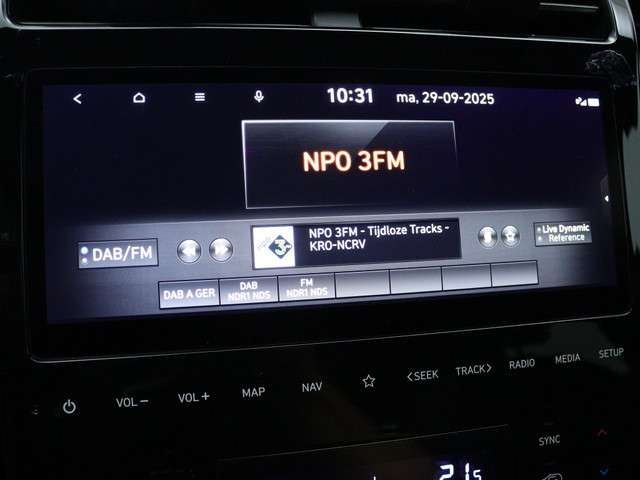 10:31 ma, 29-09-2025
NPO 3FM
DAB/FM
NPO 3FM - Tijdloze Tracks -
KRO-NCRV
Live Dynamic
Reference
DAB A GER
DAB
NDR1 NDS
FM
NDR1 NDS
VOL− VOL+ MAP NAV <SEEK TRACK> RADIO MEDIA SETUP
SYNC
21.5